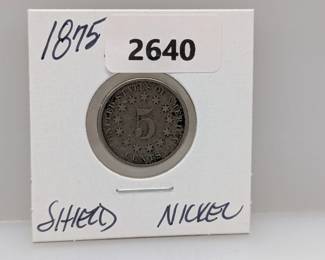 1875
2640
UNITED STATES OF AMERICA
5
CENTS
SHIELD NICKEL